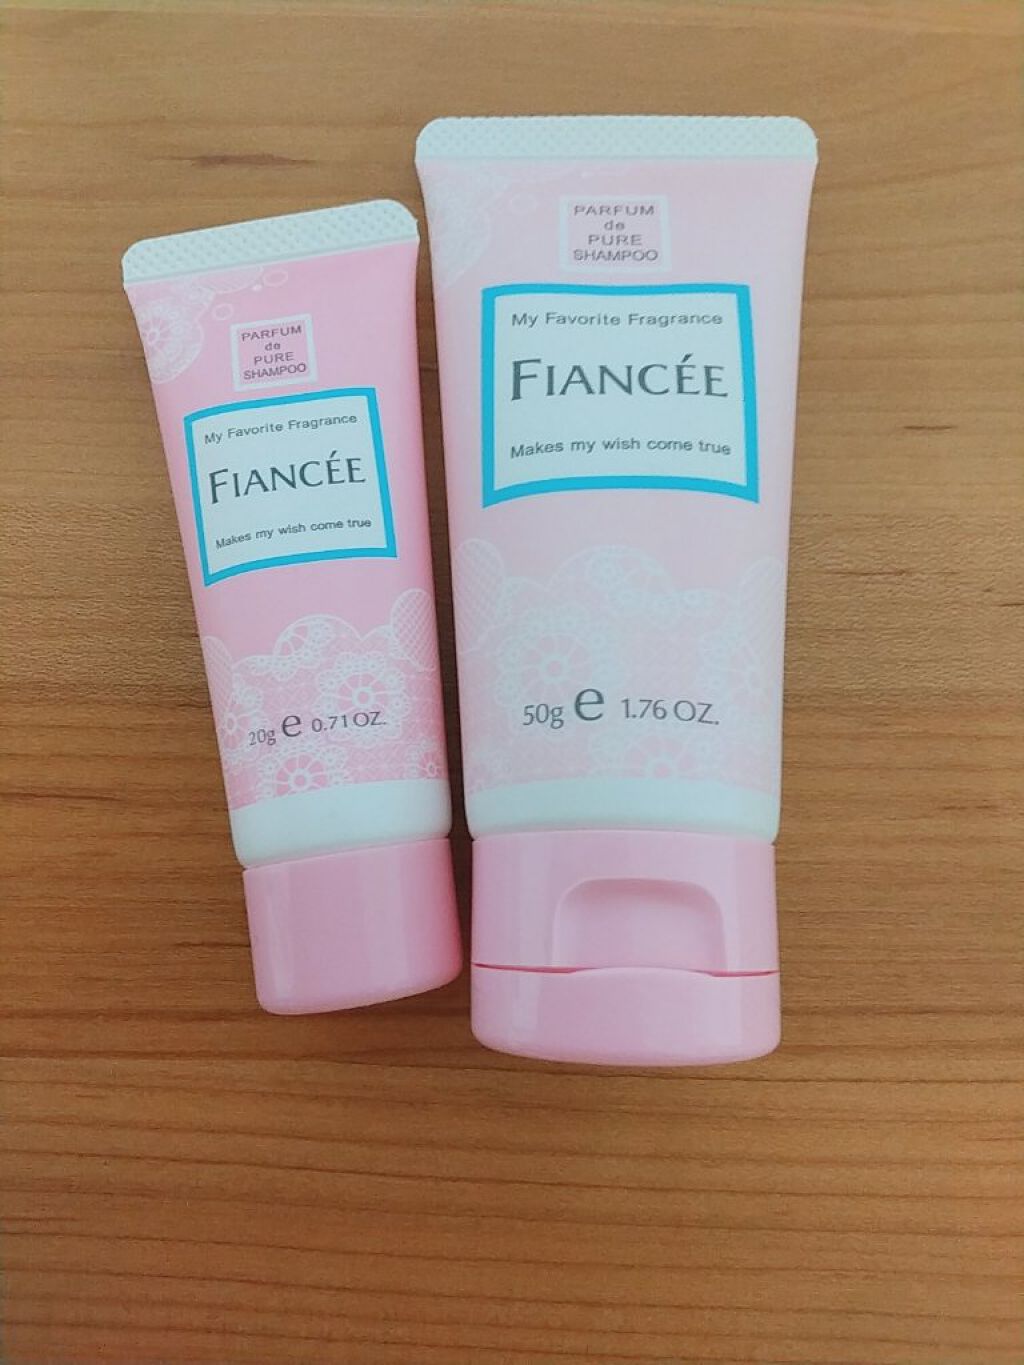 PARFUM
de
PURE
SHAMPOO
My Favorite Fragrance
FIANCÉE
Makes my wish come true
20g e 0.71 OZ.
PARFUM
de
PURE
SHAMPOO
My Favorite Fragrance
FIANCÉE
Makes my wish come true
50g e 1.76 OZ.